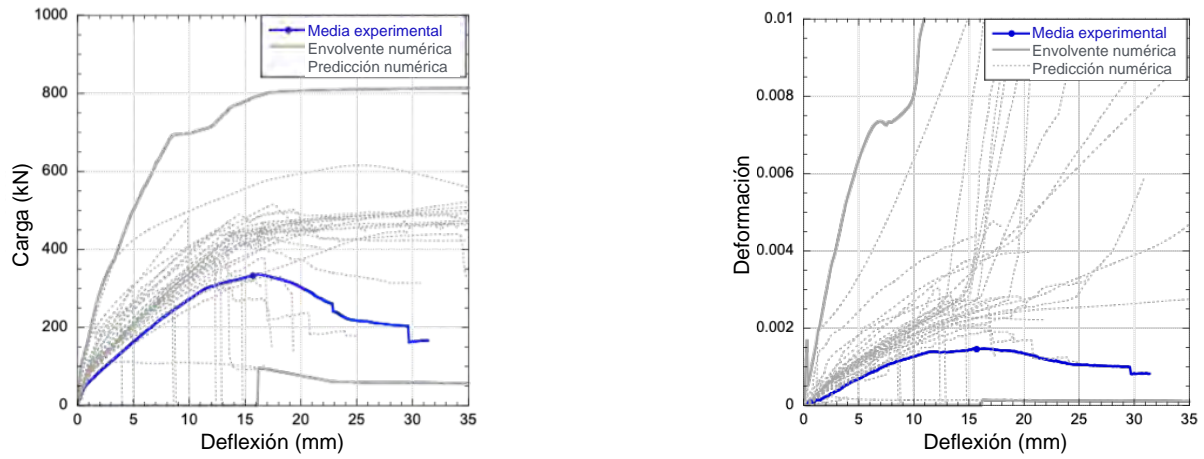 1000
800
600
400
200
0
Carga (kN)
Media experimental
Envolvente numérica
Predicción numérica
0 5 10 15 20 25 30 35
Deflexión (mm)
0.01
0.008
0.006
0.004
0.002
0
Deformación
Media experimental
Envolvente numérica
Predicción numérica
0 5 10 15 20 25 30 35
Deflexión (mm)